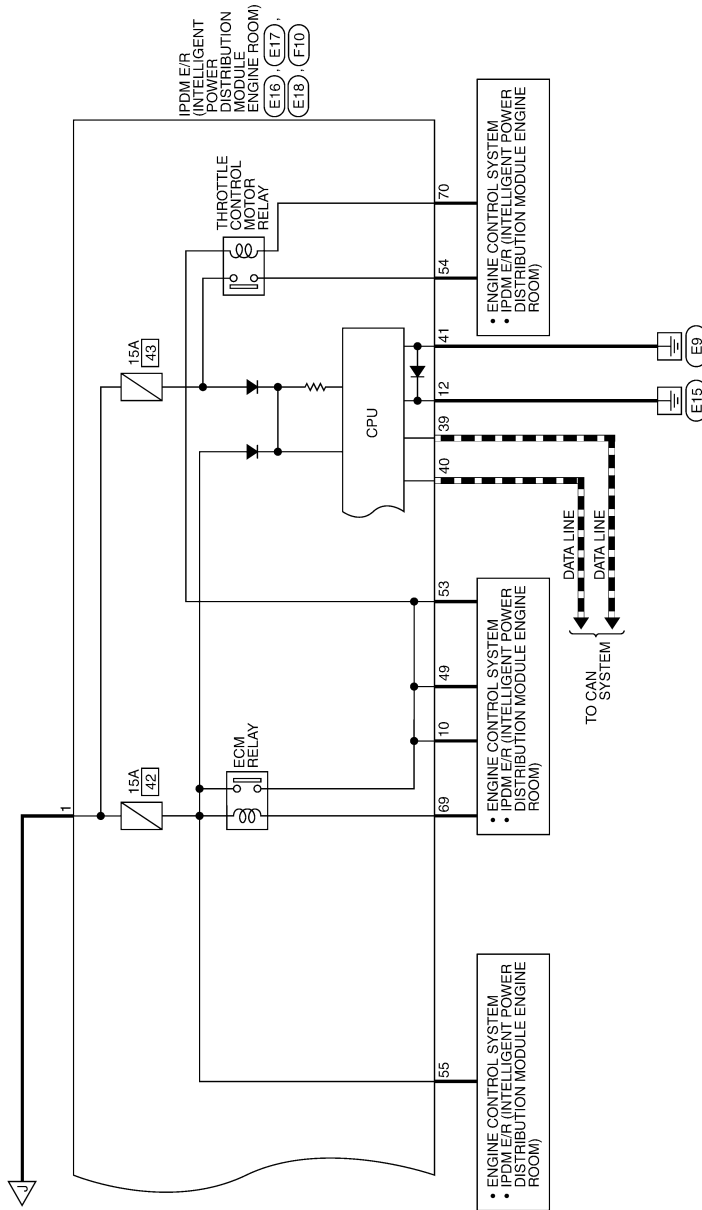 IPDM E/R
(INTELLIGENT
POWER
DISTRIBUTION
MODULE
ENGINE ROOM)
E16 , E17 ,
E18 , F10
J
1
15A
42
15A
43
ECM
RELAY
THROTTLE
CONTROL
MOTOR
RELAY
CPU
55
69
10
49
53
40
39
12
41
54
70
• ENGINE CONTROL SYSTEM
• IPDM E/R (INTELLIGENT POWER
DISTRIBUTION MODULE ENGINE
ROOM)
• ENGINE CONTROL SYSTEM
• IPDM E/R (INTELLIGENT POWER
DISTRIBUTION MODULE ENGINE
ROOM)
• ENGINE CONTROL SYSTEM
• IPDM E/R (INTELLIGENT POWER
DISTRIBUTION MODULE ENGINE
ROOM)
DATA LINE
DATA LINE
TO CAN
SYSTEM
E15
E9